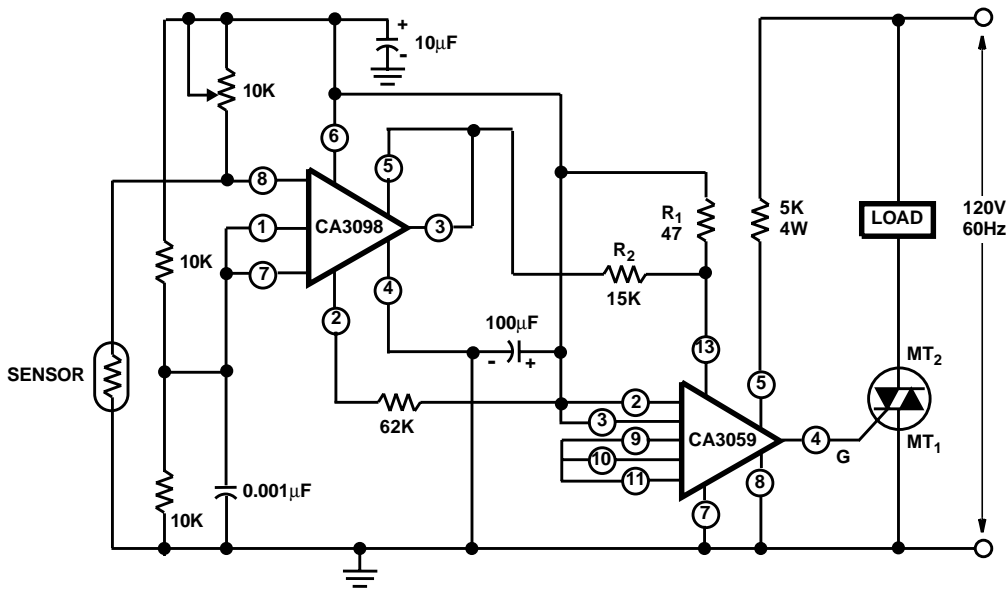 +
10μF
-
10K
6
5
8
CA3098
3
1
7
10K
4
2
R1
47
R2
15K
5K
4W
LOAD
120V
60Hz
100μF
- +
13
SENSOR
62K
5
MT2
2
3
9
CA3059
4
10
11
G
MT1
8
7
0.001μF
10K